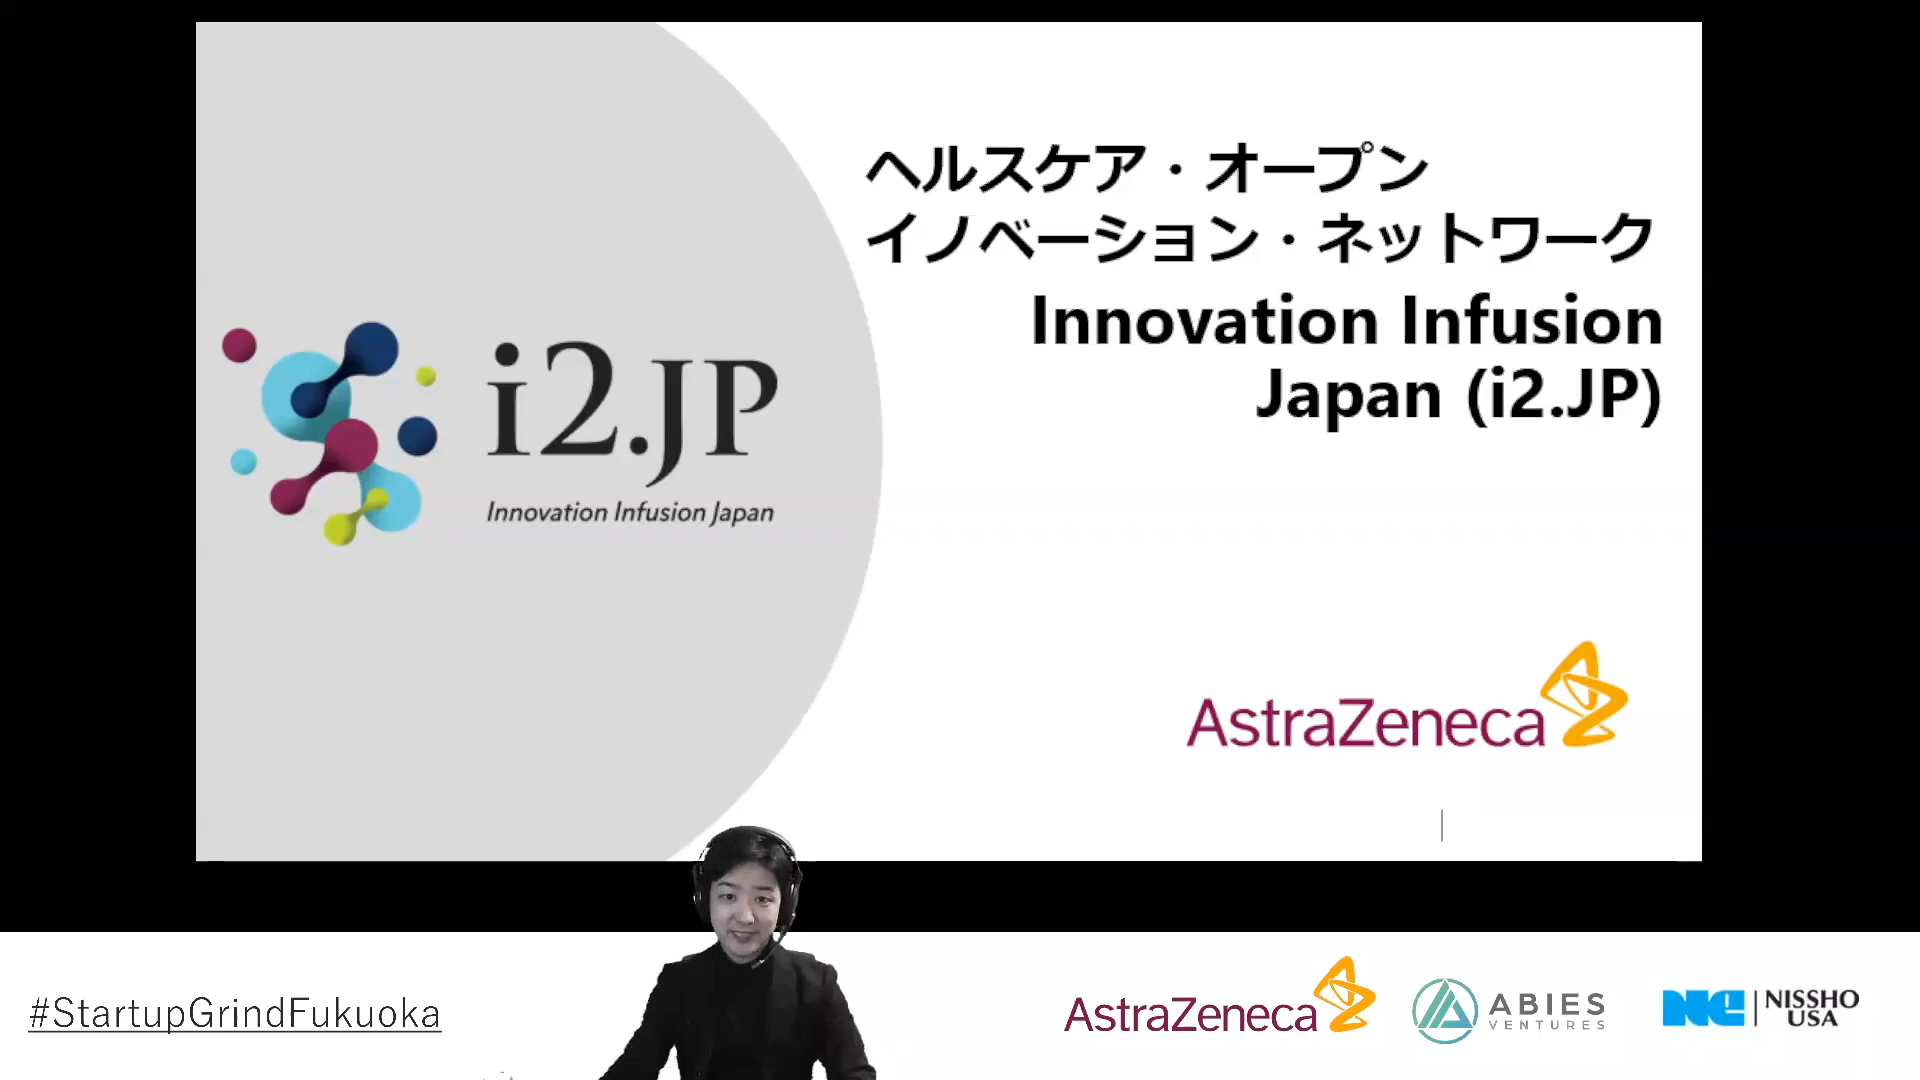 ヘルスケア・オープン
イノベーション・ネットワーク
Innovation Infusion
Japan (i2.JP)
i2.JP
Innovation Infusion Japan
AstraZeneca
#StartupGrindFukuoka
AstraZeneca
ABIES
VENTURES
NISSHO
USA